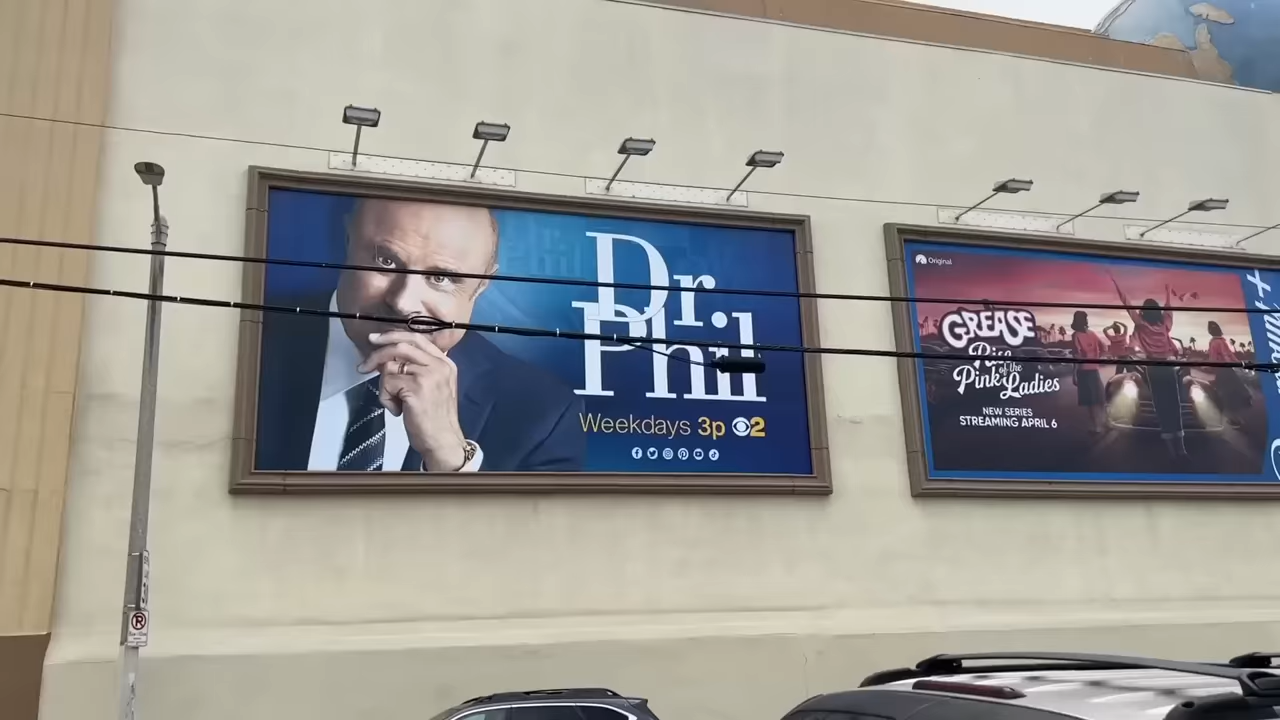 Dr.
Phil
Weekdays 3p 2
Original
GREASE
Rise
of the
Pink Ladies
NEW SERIES
STREAMING APRIL 6